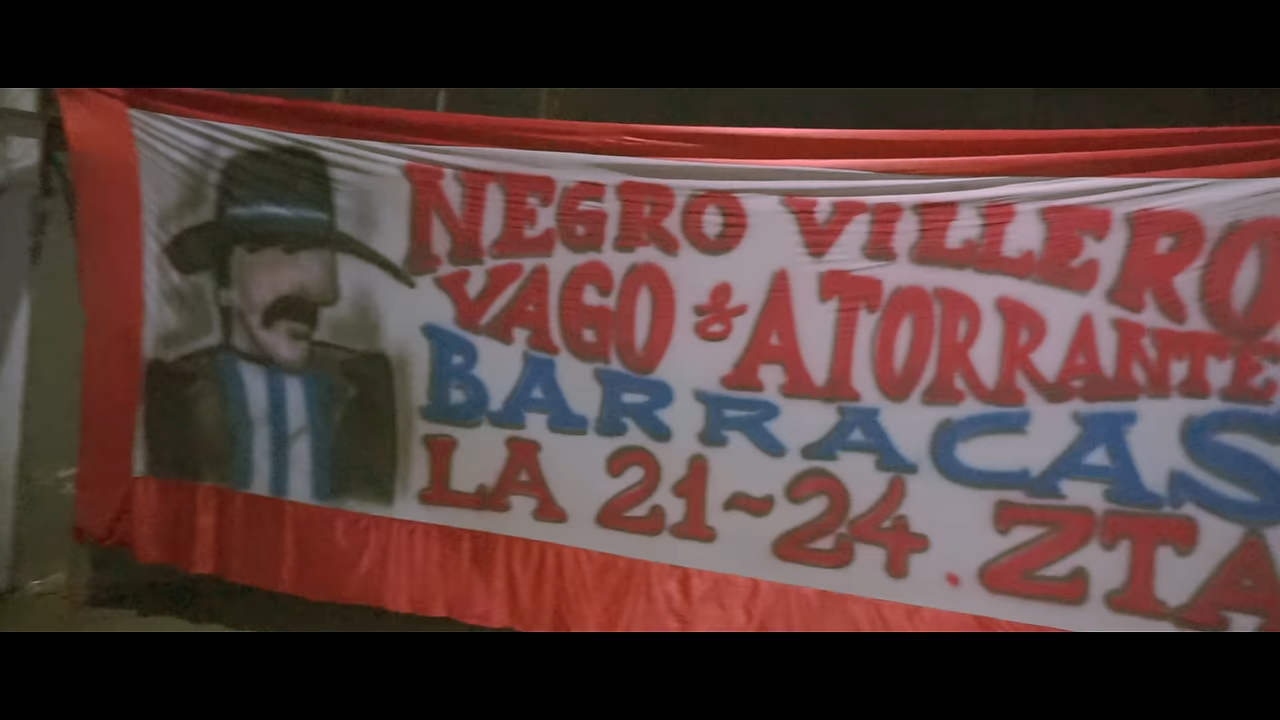 NEGRO VILLERO
VAGO & ATORRANTE
BARRACAS
LA 21~24. ZTA